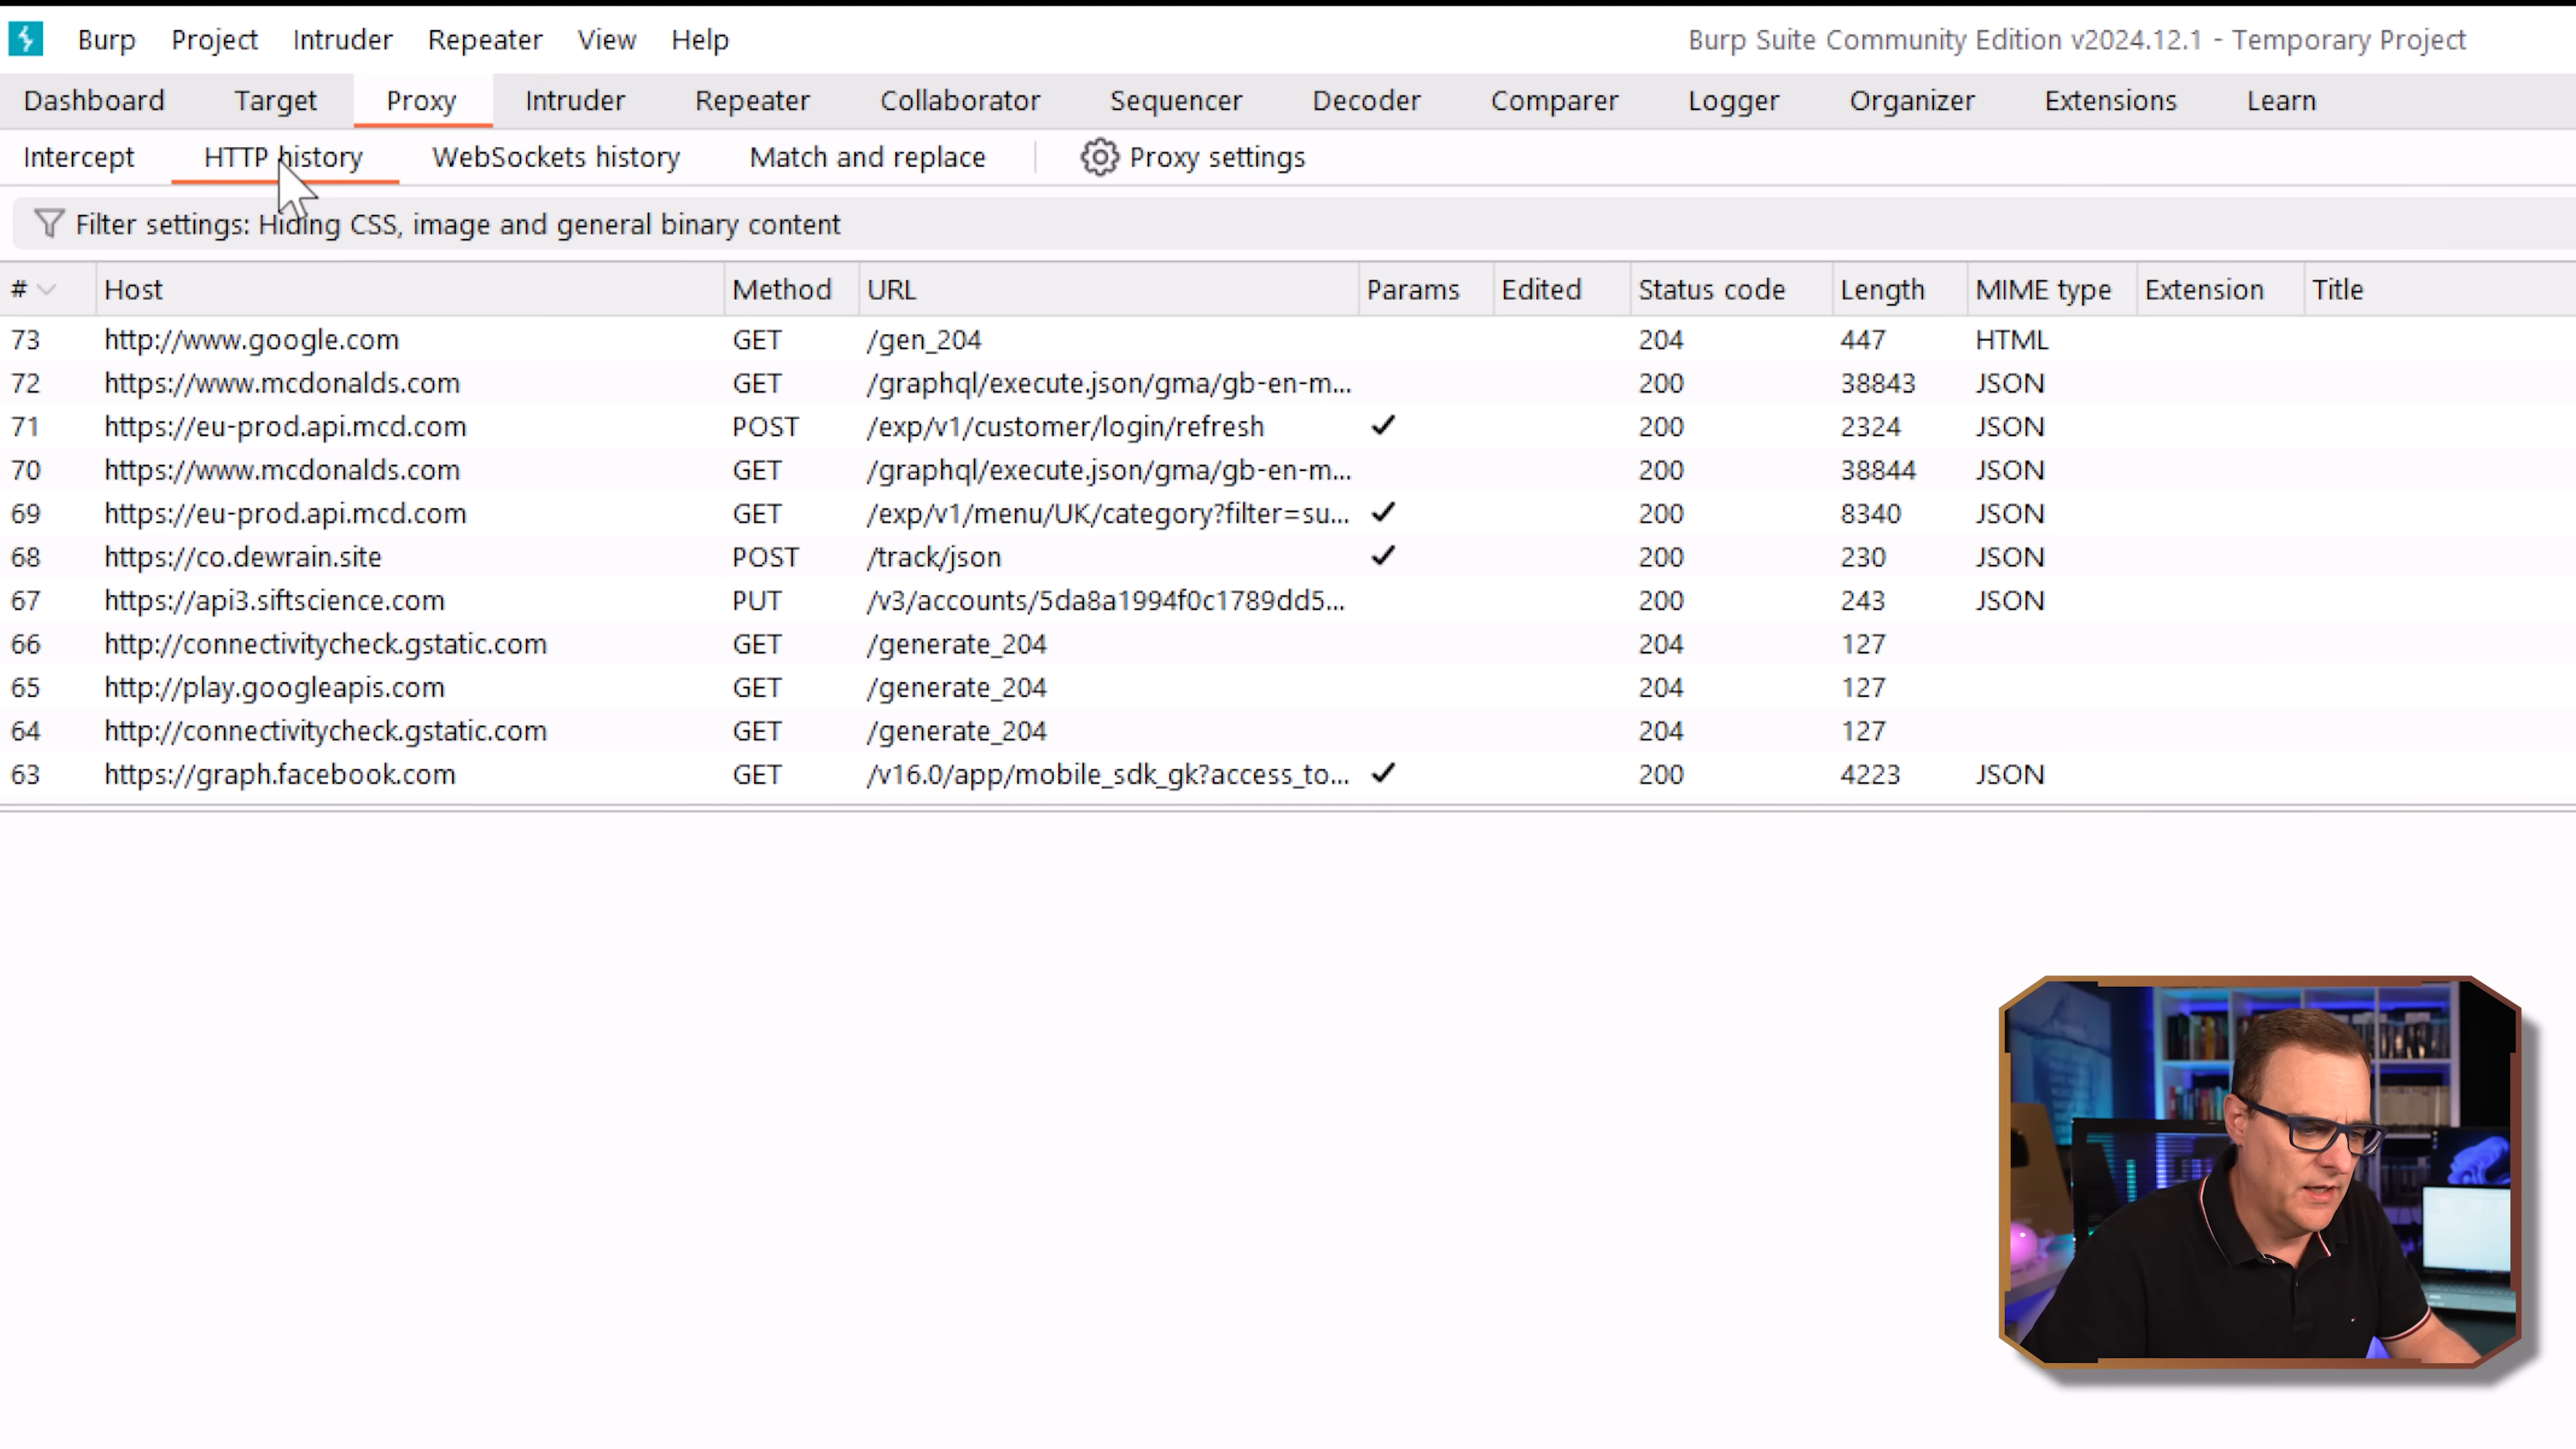 Burp Project Intruder Repeater View Help Burp Suite Community Edition v2024.12.1 - Temporary Project
Dashboard Target Proxy Intruder Repeater Collaborator Sequencer Decoder Comparer Logger Organizer Extensions Learn
Intercept HTTP history WebSockets history Match and replace Proxy settings
Filter settings: Hiding CSS, image and general binary content
# Host Method URL Params Edited Status code Length MIME type Extension Title
73 http://www.google.com GET /gen_204 204 447 HTML
72 https://www.mcdonalds.com GET /graphql/execute.json/gma/gb-en-m... 200 38843 JSON
71 https://eu-prod.api.mcd.com POST /exp/v1/customer/login/refresh ✓ 200 2324 JSON
70 https://www.mcdonalds.com GET /graphql/execute.json/gma/gb-en-m... 200 38844 JSON
69 https://eu-prod.api.mcd.com GET /exp/v1/menu/UK/category?filter=su... ✓ 200 8340 JSON
68 https://co.dewrain.site POST /track/json ✓ 200 230 JSON
67 https://api3.siftscience.com PUT /v3/accounts/5da8a1994f0c1789dd5... 200 243 JSON
66 http://connectivitycheck.gstatic.com GET /generate_204 204 127
65 http://play.googleapis.com GET /generate_204 204 127
64 http://connectivitycheck.gstatic.com GET /generate_204 204 127
63 https://graph.facebook.com GET /v16.0/app/mobile_sdk_gk?access_to... ✓ 200 4223 JSON